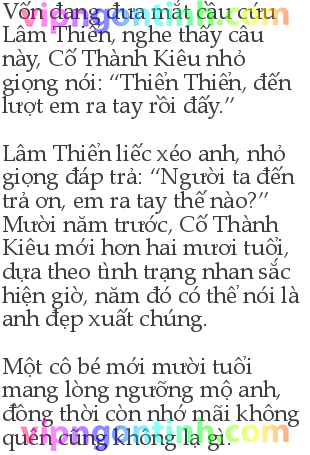 Vốn đang đưa mắt cầu cứu
vipngontinh.com
Lâm Thiển, nghe thấy câu
này, Cố Thành Kiêu nhỏ
giọng nói: “Thiển Thiển, đến
lượt em ra tay rồi đấy.”
Lâm Thiển liếc xéo anh, nhỏ
giọng đáp trả: “Người ta đến
trả ơn, em ra tay thế nào?”
Mười năm trước, Cố Thành
Kiêu mới hơn hai mươi tuổi,
dựa theo tình trạng nhan sắc
hiện giờ, năm đó có thể nói là
anh đẹp xuất chúng.
Một cô bé mới mười tuổi
mang lòng ngưỡng mộ anh,
đồng thời còn nhớ mãi không
quên cũng không lạ gì.
vipngontinh.com